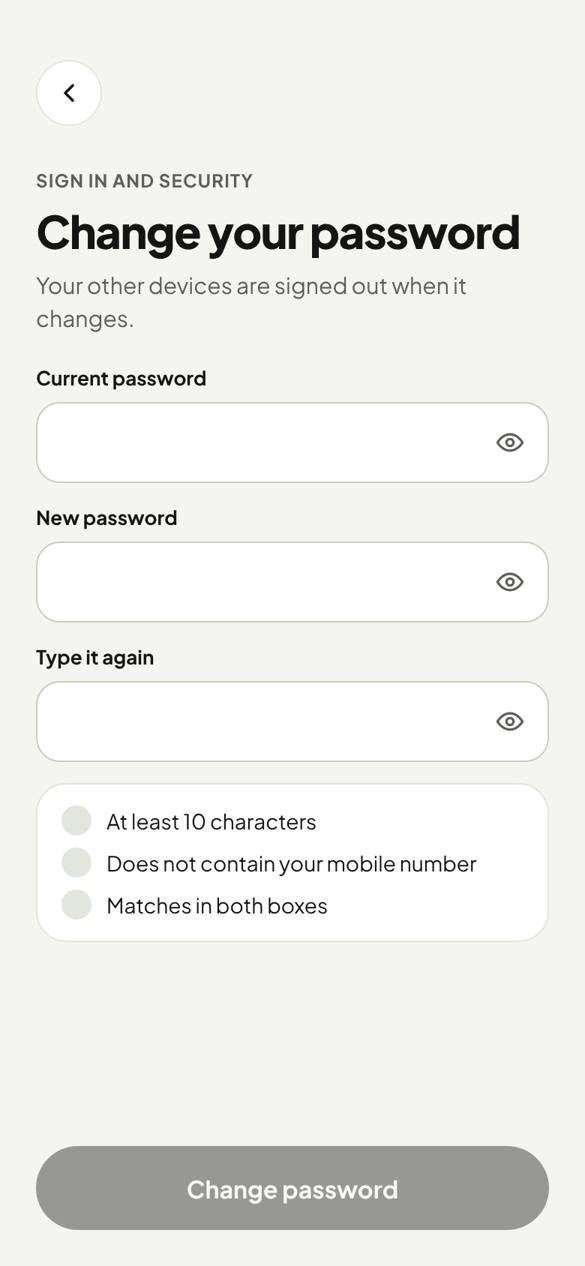 SIGN IN AND SECURITY
Change your password
Your other devices are signed out when it
changes.
Current password
New password
Type it again
At least 10 characters
Does not contain your mobile number
Matches in both boxes
Change password